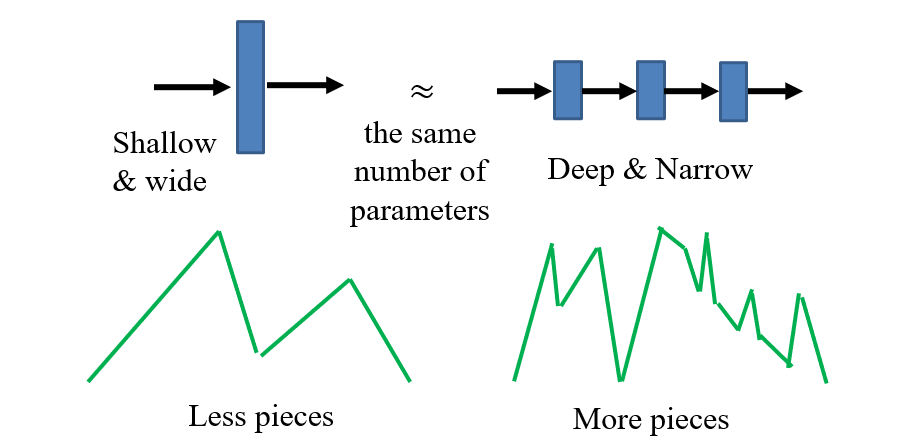 Shallow
& wide
≈
the same
number of
parameters
Deep & Narrow
Less pieces
More pieces